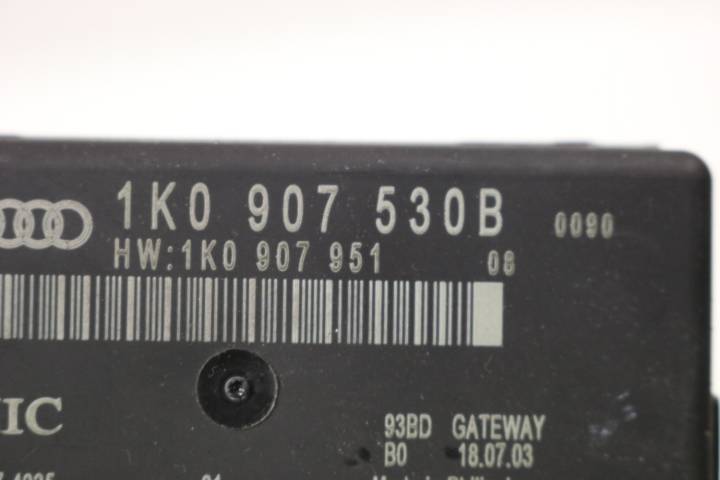 1K0 907 530B 0090
HW:1K0 907 951 08
93BD GATEWAY
B0 18.07.03